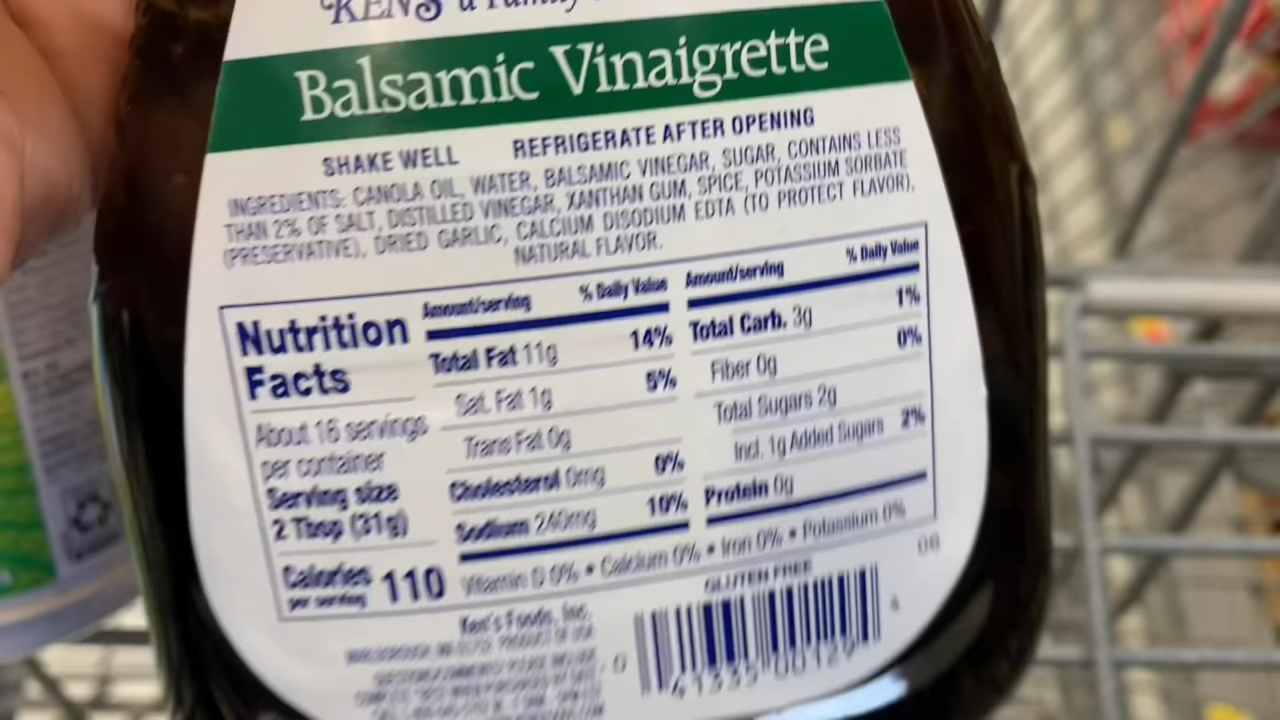 KEN'S a Family
Balsamic Vinaigrette
SHAKE WELL REFRIGERATE AFTER OPENING
INGREDIENTS: CANOLA OIL, WATER, BALSAMIC VINEGAR, SUGAR, CONTAINS LESS
THAN 2% OF SALT, DISTILLED VINEGAR, XANTHAN GUM, SPICE, POTASSIUM SORBATE
(PRESERVATIVE), DRIED GARLIC, CALCIUM DISODIUM EDTA (TO PROTECT FLAVOR),
NATURAL FLAVOR.
Nutrition
Facts
About 16 servings
per container
Serving size
2 Tbsp (31g)
Calories
per serving
110
Amount/serving % Daily Value
Total Fat 11g 14%
Sat. Fat 1g 5%
Trans Fat 0g
Cholesterol 0mg 0%
Sodium 240mg 10%
Amount/serving % Daily Value
Total Carb. 3g 1%
Fiber 0g 0%
Total Sugars 2g
Incl. 1g Added Sugars 2%
Protein 0g
Vitamin D 0% • Calcium 0% • Iron 0% • Potassium 0%
GLUTEN FREE
08
Ken's Foods, Inc.